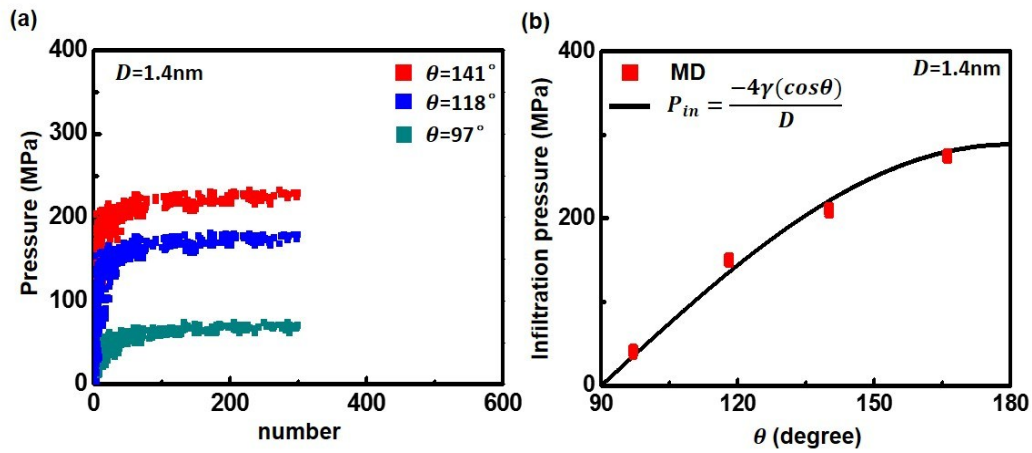 (a)
400
300
200
100
0
Pressure (MPa)
D=1.4nm
θ=141°
θ=118°
θ=97°
0 200 400 600
number
(b)
400
200
0
Infiltration pressure (MPa)
D=1.4nm
MD
P_in = -4γ(cosθ)/D
90 120 150 180
θ (degree)